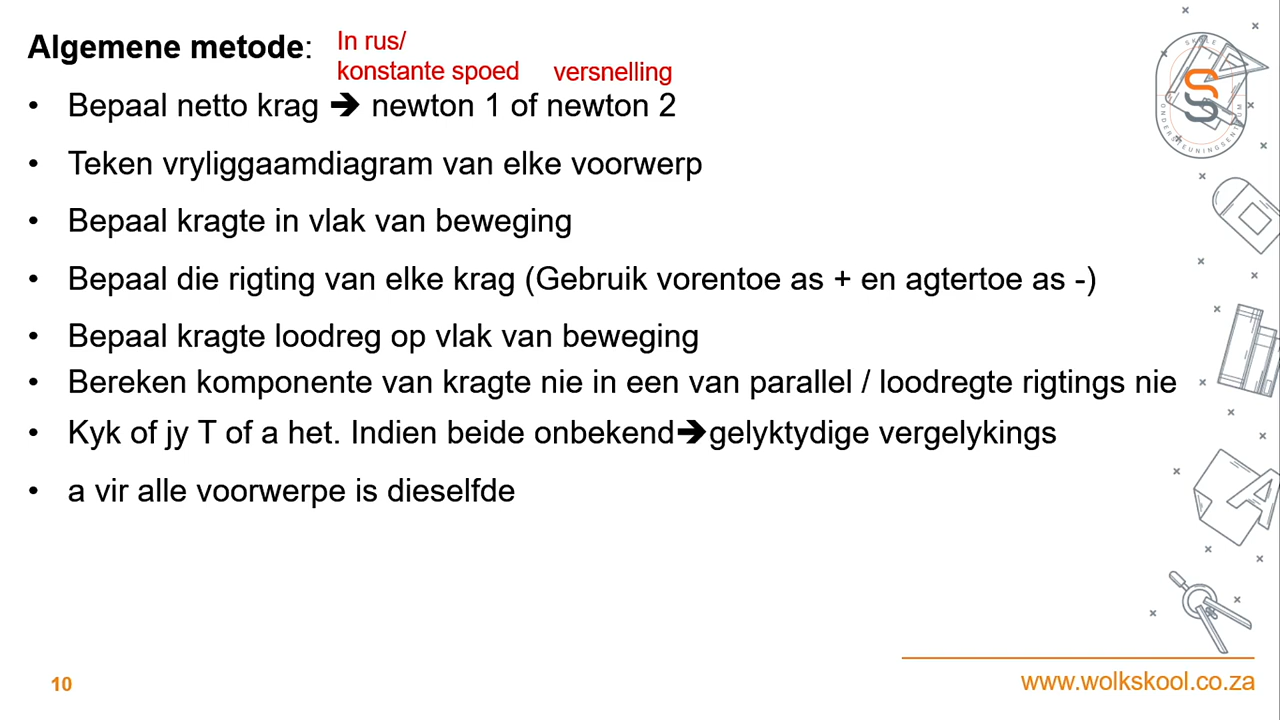 Algemene metode:
In rus/
konstante spoed versnelling
• Bepaal netto krag ➔ newton 1 of newton 2
• Teken vryliggaamdiagram van elke voorwerp
• Bepaal kragte in vlak van beweging
• Bepaal die rigting van elke krag (Gebruik vorentoe as + en agtertoe as -)
• Bepaal kragte loodreg op vlak van beweging
• Bereken komponente van kragte nie in een van parallel / loodregte rigtings nie
• Kyk of jy T of a het. Indien beide onbekend➔gelyktydige vergelykings
• a vir alle voorwerpe is dieselfde
SKOLE
ONDERSTEUNINGSENTRUM
10
www.wolkskool.co.za